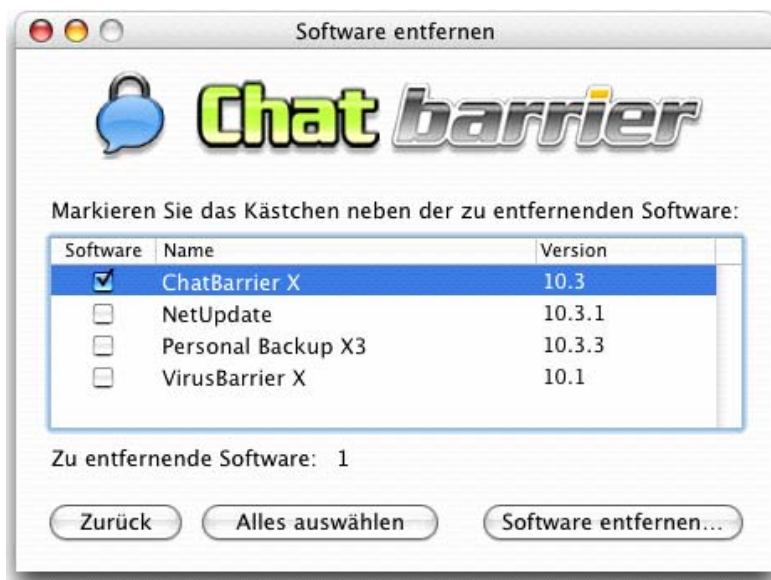 Software entfernen
Chat barrier
Markieren Sie das Kästchen neben der zu entfernenden Software:
Software Name Version
ChatBarrier X 10.3
NetUpdate 10.3.1
Personal Backup X3 10.3.3
VirusBarrier X 10.1
Zu entfernende Software: 1
Zurück Alles auswählen Software entfernen...